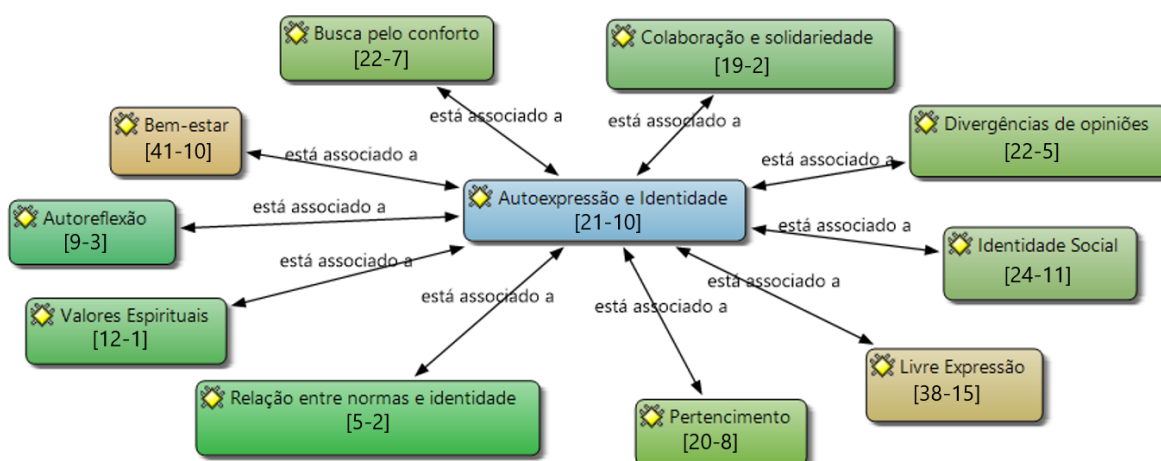 Busca pelo conforto
[22-7]
Colaboração e solidariedade
[19-2]
Bem-estar
[41-10]
Divergências de opiniões
[22-5]
está associado a
está associado a
está associado a
está associado a
Autoexpressão e Identidade
[21-10]
Autoreflexão
[9-3]
está associado a
está associado a
Identidade Social
[24-11]
está associado a
Valores Espirituais
[12-1]
está associado a
está associado a
está associado a
Livre Expressão
[38-15]
Relação entre normas e identidade
[5-2]
Pertencimento
[20-8]